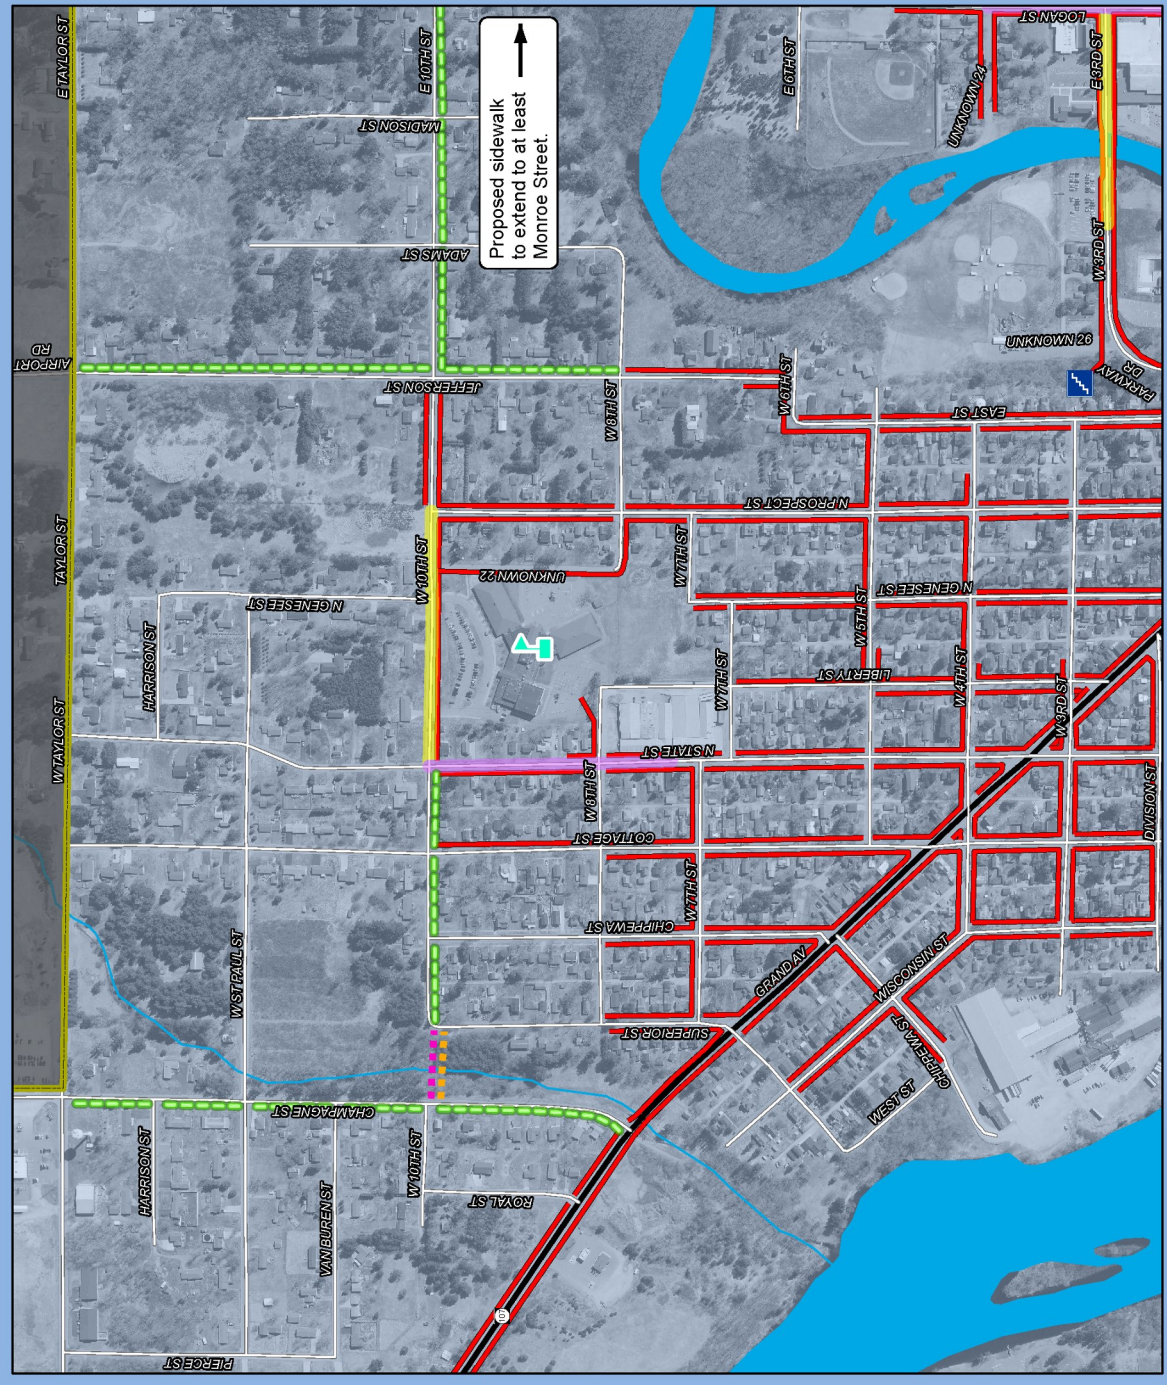 E TAYLOR ST
AIRPORT
RD
TAYLOR ST
W TAYLOR ST
E 10TH ST
MADISON ST
ADAMS ST
Proposed sidewalk
to extend to at least
Monroe Street.
E 6TH ST
UNKNOWN 24
LOGAN ST
E 3RD ST
W 3RD ST
UNKNOWN 26
PARKWAY
DR
JEFFERSON ST
W 8TH ST
W 6TH ST
EAST ST
N PROSPECT ST
W 10TH ST
UNKNOWN 22
W 7TH ST
N GENESEE ST
N GENESEE ST
HARRISON ST
W 5TH ST
LIBERTY ST
W 7TH ST
W 4TH ST
W 3RD ST
N STATE ST
W 8TH ST
COTTAGE ST
DIVISION ST
W 7TH ST
CHIPPEWA ST
W ST PAUL ST
GRAND AV
WISCONSIN ST
SUPERIOR ST
CHIPPEWA ST
WEST ST
CHAMPAGNE ST
HARRISON ST
VAN BUREN ST
W 10TH ST
ROYAL ST
107
PIERCE ST